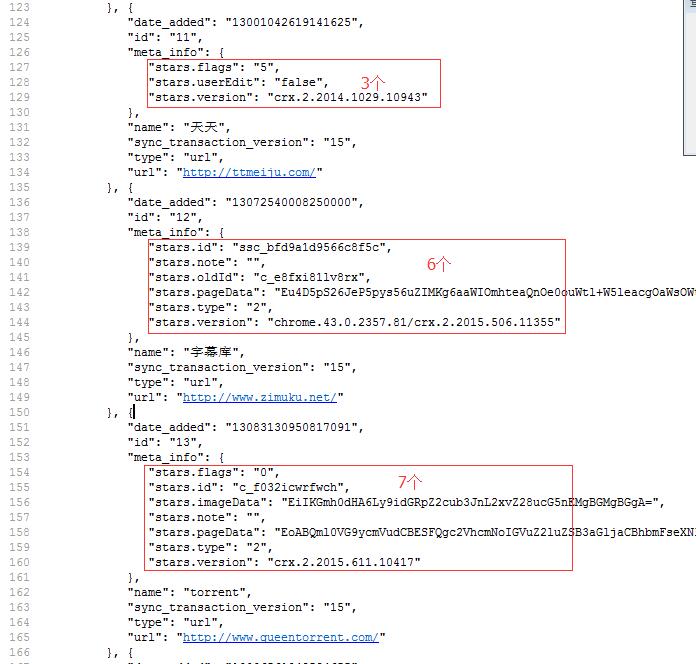 123 }, {
124 "date_added": "13001042619141625",
125 "id": "11",
126 "meta_info": {
127 "stars.flags": "5",
128 "stars.userEdit": "false", 3个
129 "stars.version": "crx.2.2014.1029.10943"
130 },
131 "name": "天天",
132 "sync_transaction_version": "15",
133 "type": "url",
134 "url": "http://ttmeiju.com/"
135 }, {
136 "date_added": "13072540008250000",
137 "id": "12",
138 "meta_info": {
139 "stars.id": "ssc_bfd9a1d9566c8f5c",
140 "stars.note": "", 6个
141 "stars.oldId": "c_e8fxi81lv8rx",
142 "stars.pageData": "Eu4D5pS26JeP5pys56uZIMKg6aaWIOmhteaQnOe0ouWtl+W5leacgOaWsOWt
143 "stars.type": "2",
144 "stars.version": "chrome.43.0.2357.81/crx.2.2015.506.11355"
145 },
146 "name": "字幕库",
147 "sync_transaction_version": "15",
148 "type": "url",
149 "url": "http://www.zimuku.net/"
150 }, {
151 "date_added": "13083130950817091",
152 "id": "13",
153 "meta_info": {
154 "stars.flags": "0", 7个
155 "stars.id": "c_f032icwrfwch",
156 "stars.imageData": "EiIKGmh0dHA6Ly9idGRpZ2cub3JnL2xvZ28ucG5nEMgBGMgBGgA=",
157 "stars.note": "",
158 "stars.pageData": "EoABQml0VG9ycmVudCBESFQgc2VhcmNoIGVuZ2luZSB3aGljaCBhbmFseXN
159 "stars.type": "2",
160 "stars.version": "crx.2.2015.611.10417"
161 },
162 "name": "torrent",
163 "sync_transaction_version": "15",
164 "type": "url",
165 "url": "http://www.queentorrent.com/"
166 }, {